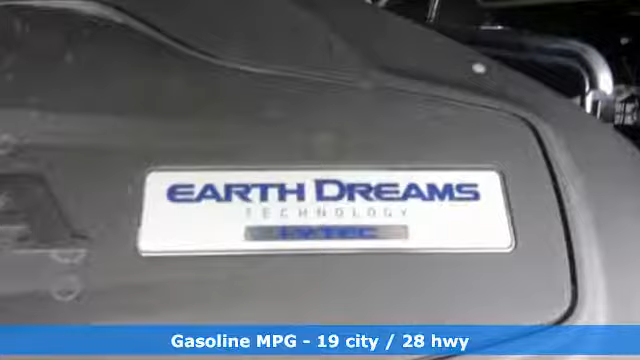 EARTH DREAMS
TECHNOLOGY
i-VTEC
Gasoline MPG - 19 city / 28 hwy